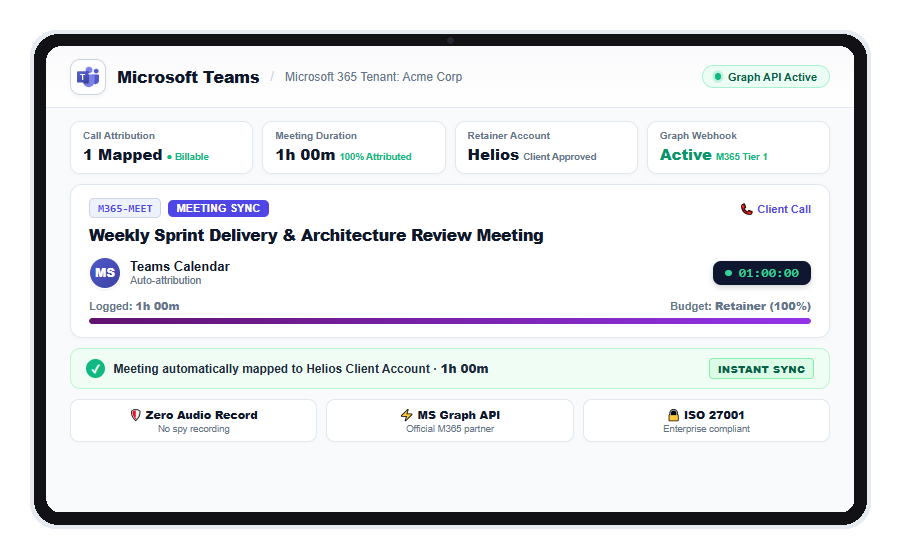 Microsoft Teams / Microsoft 365 Tenant: Acme Corp
Graph API Active
Call Attribution
1 Mapped • Billable
Meeting Duration
1h 00m 100% Attributed
Retainer Account
Helios Client Approved
Graph Webhook
Active M365 Tier 1
M365-MEET MEETING SYNC
Client Call
Weekly Sprint Delivery & Architecture Review Meeting
MS
Teams Calendar
Auto-attribution
01:00:00
Logged: 1h 00m
Budget: Retainer (100%)
Meeting automatically mapped to Helios Client Account · 1h 00m
INSTANT SYNC
Zero Audio Record
No spy recording
MS Graph API
Official M365 partner
ISO 27001
Enterprise compliant